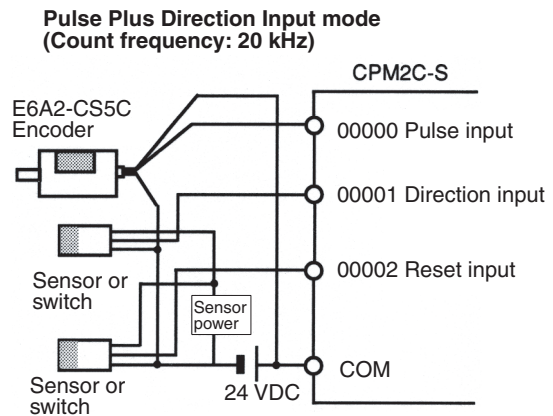 Pulse Plus Direction Input mode
(Count frequency: 20 kHz)
CPM2C-S
E6A2-CS5C
Encoder
00000 Pulse input
00001 Direction input
Sensor or
switch
00002 Reset input
Sensor
power
COM
24 VDC
Sensor or
switch